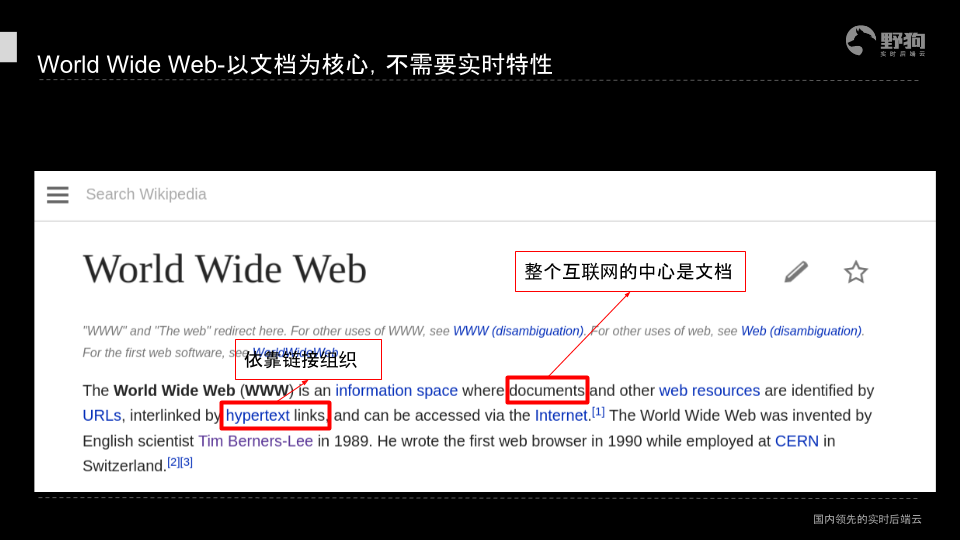 World Wide Web-以文档为核心，不需要实时特性
野狗
实时后端云
Search Wikipedia
World Wide Web
整个互联网的中心是文档
"WWW" and "The web" redirect here. For other uses of WWW, see WWW (disambiguation). For other uses of web, see Web (disambiguation).
For the first web software, see WorldWideWeb.
依靠链接组织
The World Wide Web (WWW) is an information space where documents and other web resources are identified by
URLs, interlinked by hypertext links, and can be accessed via the Internet.[1] The World Wide Web was invented by
English scientist Tim Berners-Lee in 1989. He wrote the first web browser in 1990 while employed at CERN in
Switzerland.[2][3]
国内领先的实时后端云